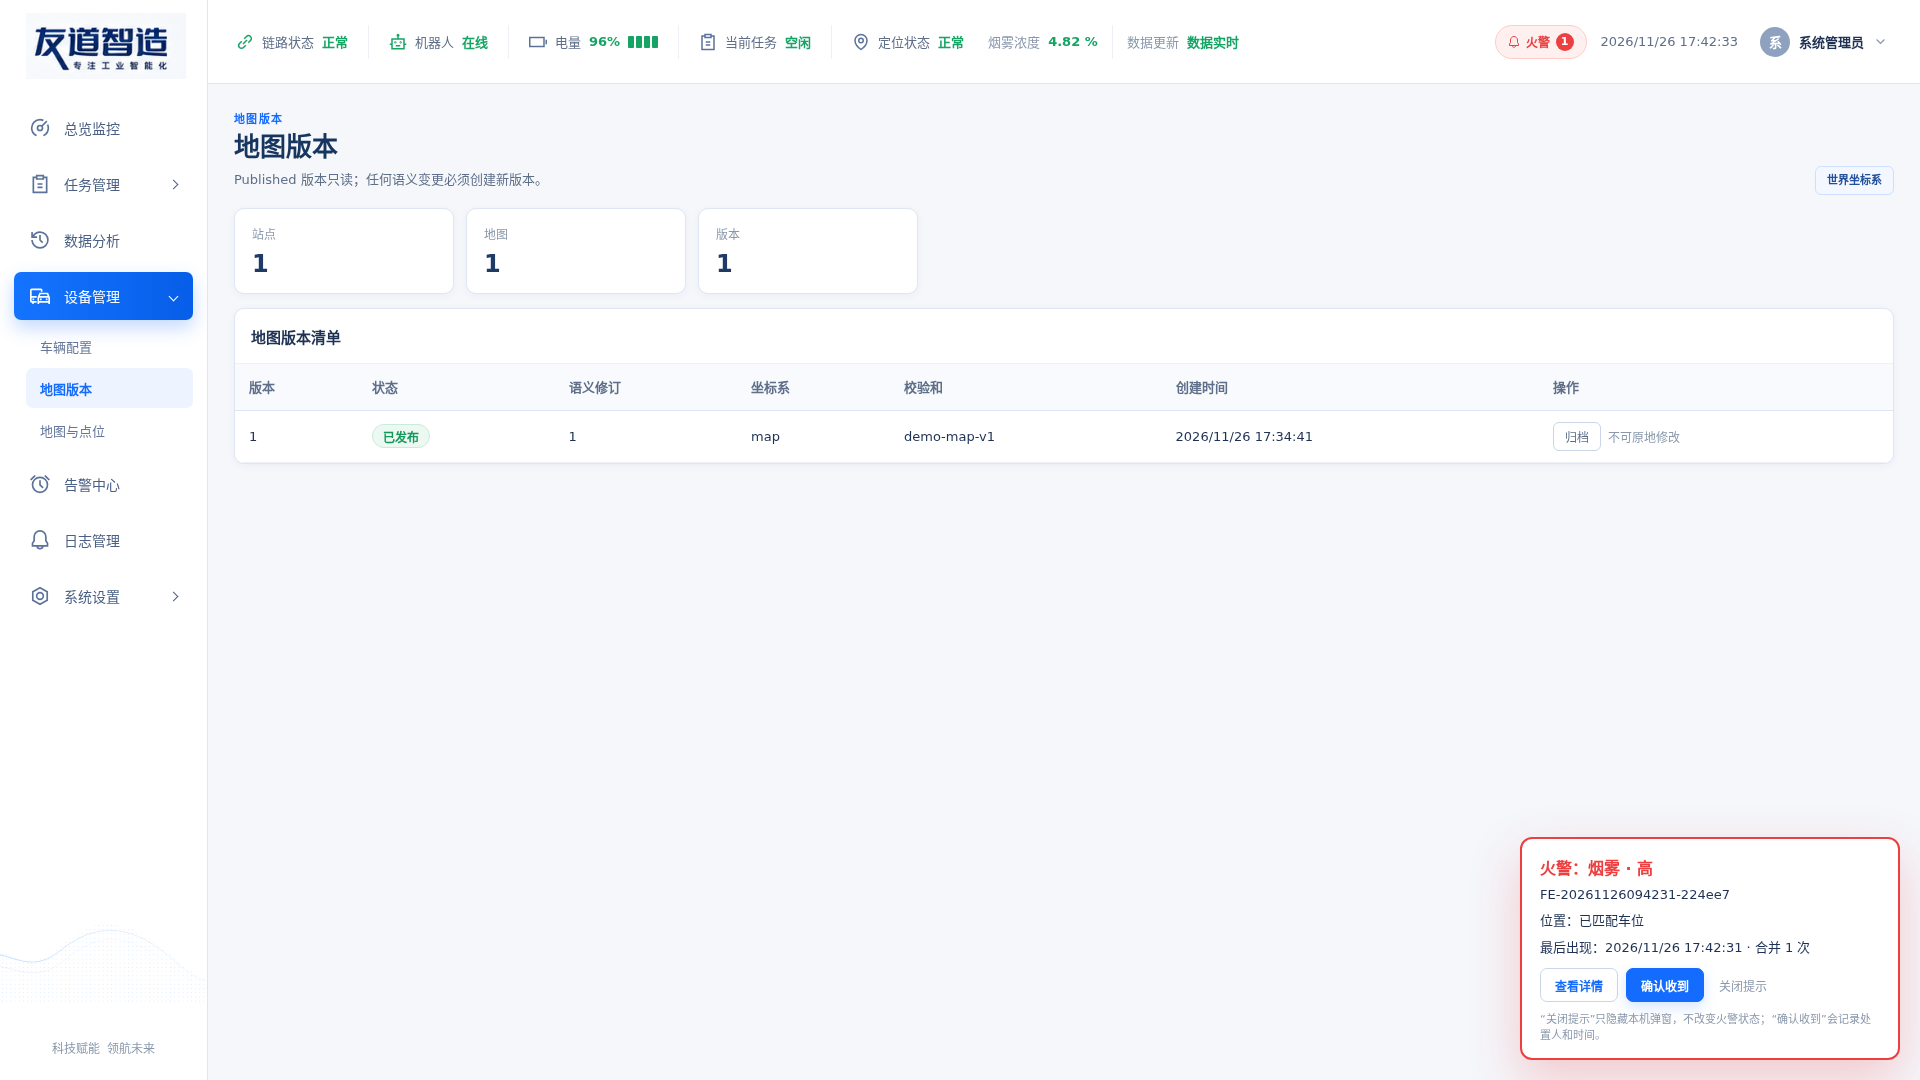 友道智造
专注工业智能化
总览监控
任务管理
数据分析
设备管理
车辆配置
地图版本
地图与点位
告警中心
日志管理
系统设置
科技赋能 领航未来
链路状态 正常 机器人 在线 电量 96% 当前任务 空闲 定位状态 正常 烟雾浓度 4.82 % 数据更新 数据实时 火警 1 2026/11/26 17:42:33 系 系统管理员
地图版本
地图版本
Published 版本只读；任何语义变更必须创建新版本。
世界坐标系
站点 地图 版本
1 1 1
地图版本清单
版本 状态 语义修订 坐标系 校验和 创建时间 操作
1 已发布 1 map demo-map-v1 2026/11/26 17:34:41 归档 不可原地修改
火警：烟雾 · 高
FE-20261126094231-224ee7
位置：已匹配车位
最后出现：2026/11/26 17:42:31 · 合并 1 次
查看详情 确认收到 关闭提示
“关闭提示”只隐藏本机弹窗，不改变火警状态；“确认收到”会记录处
置人和时间。